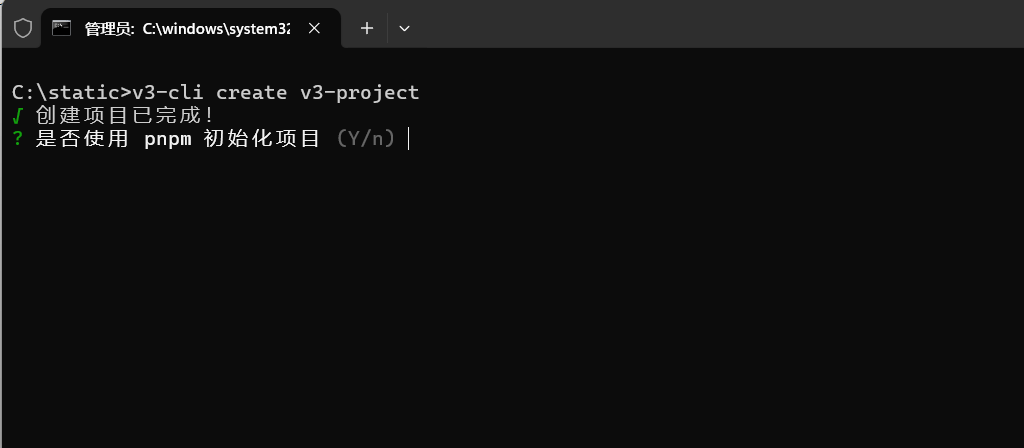 管理员: C:\windows\system32
C:\static>v3-cli create v3-project
√ 创建项目已完成!
? 是否使用 pnpm 初始化项目 (Y/n)